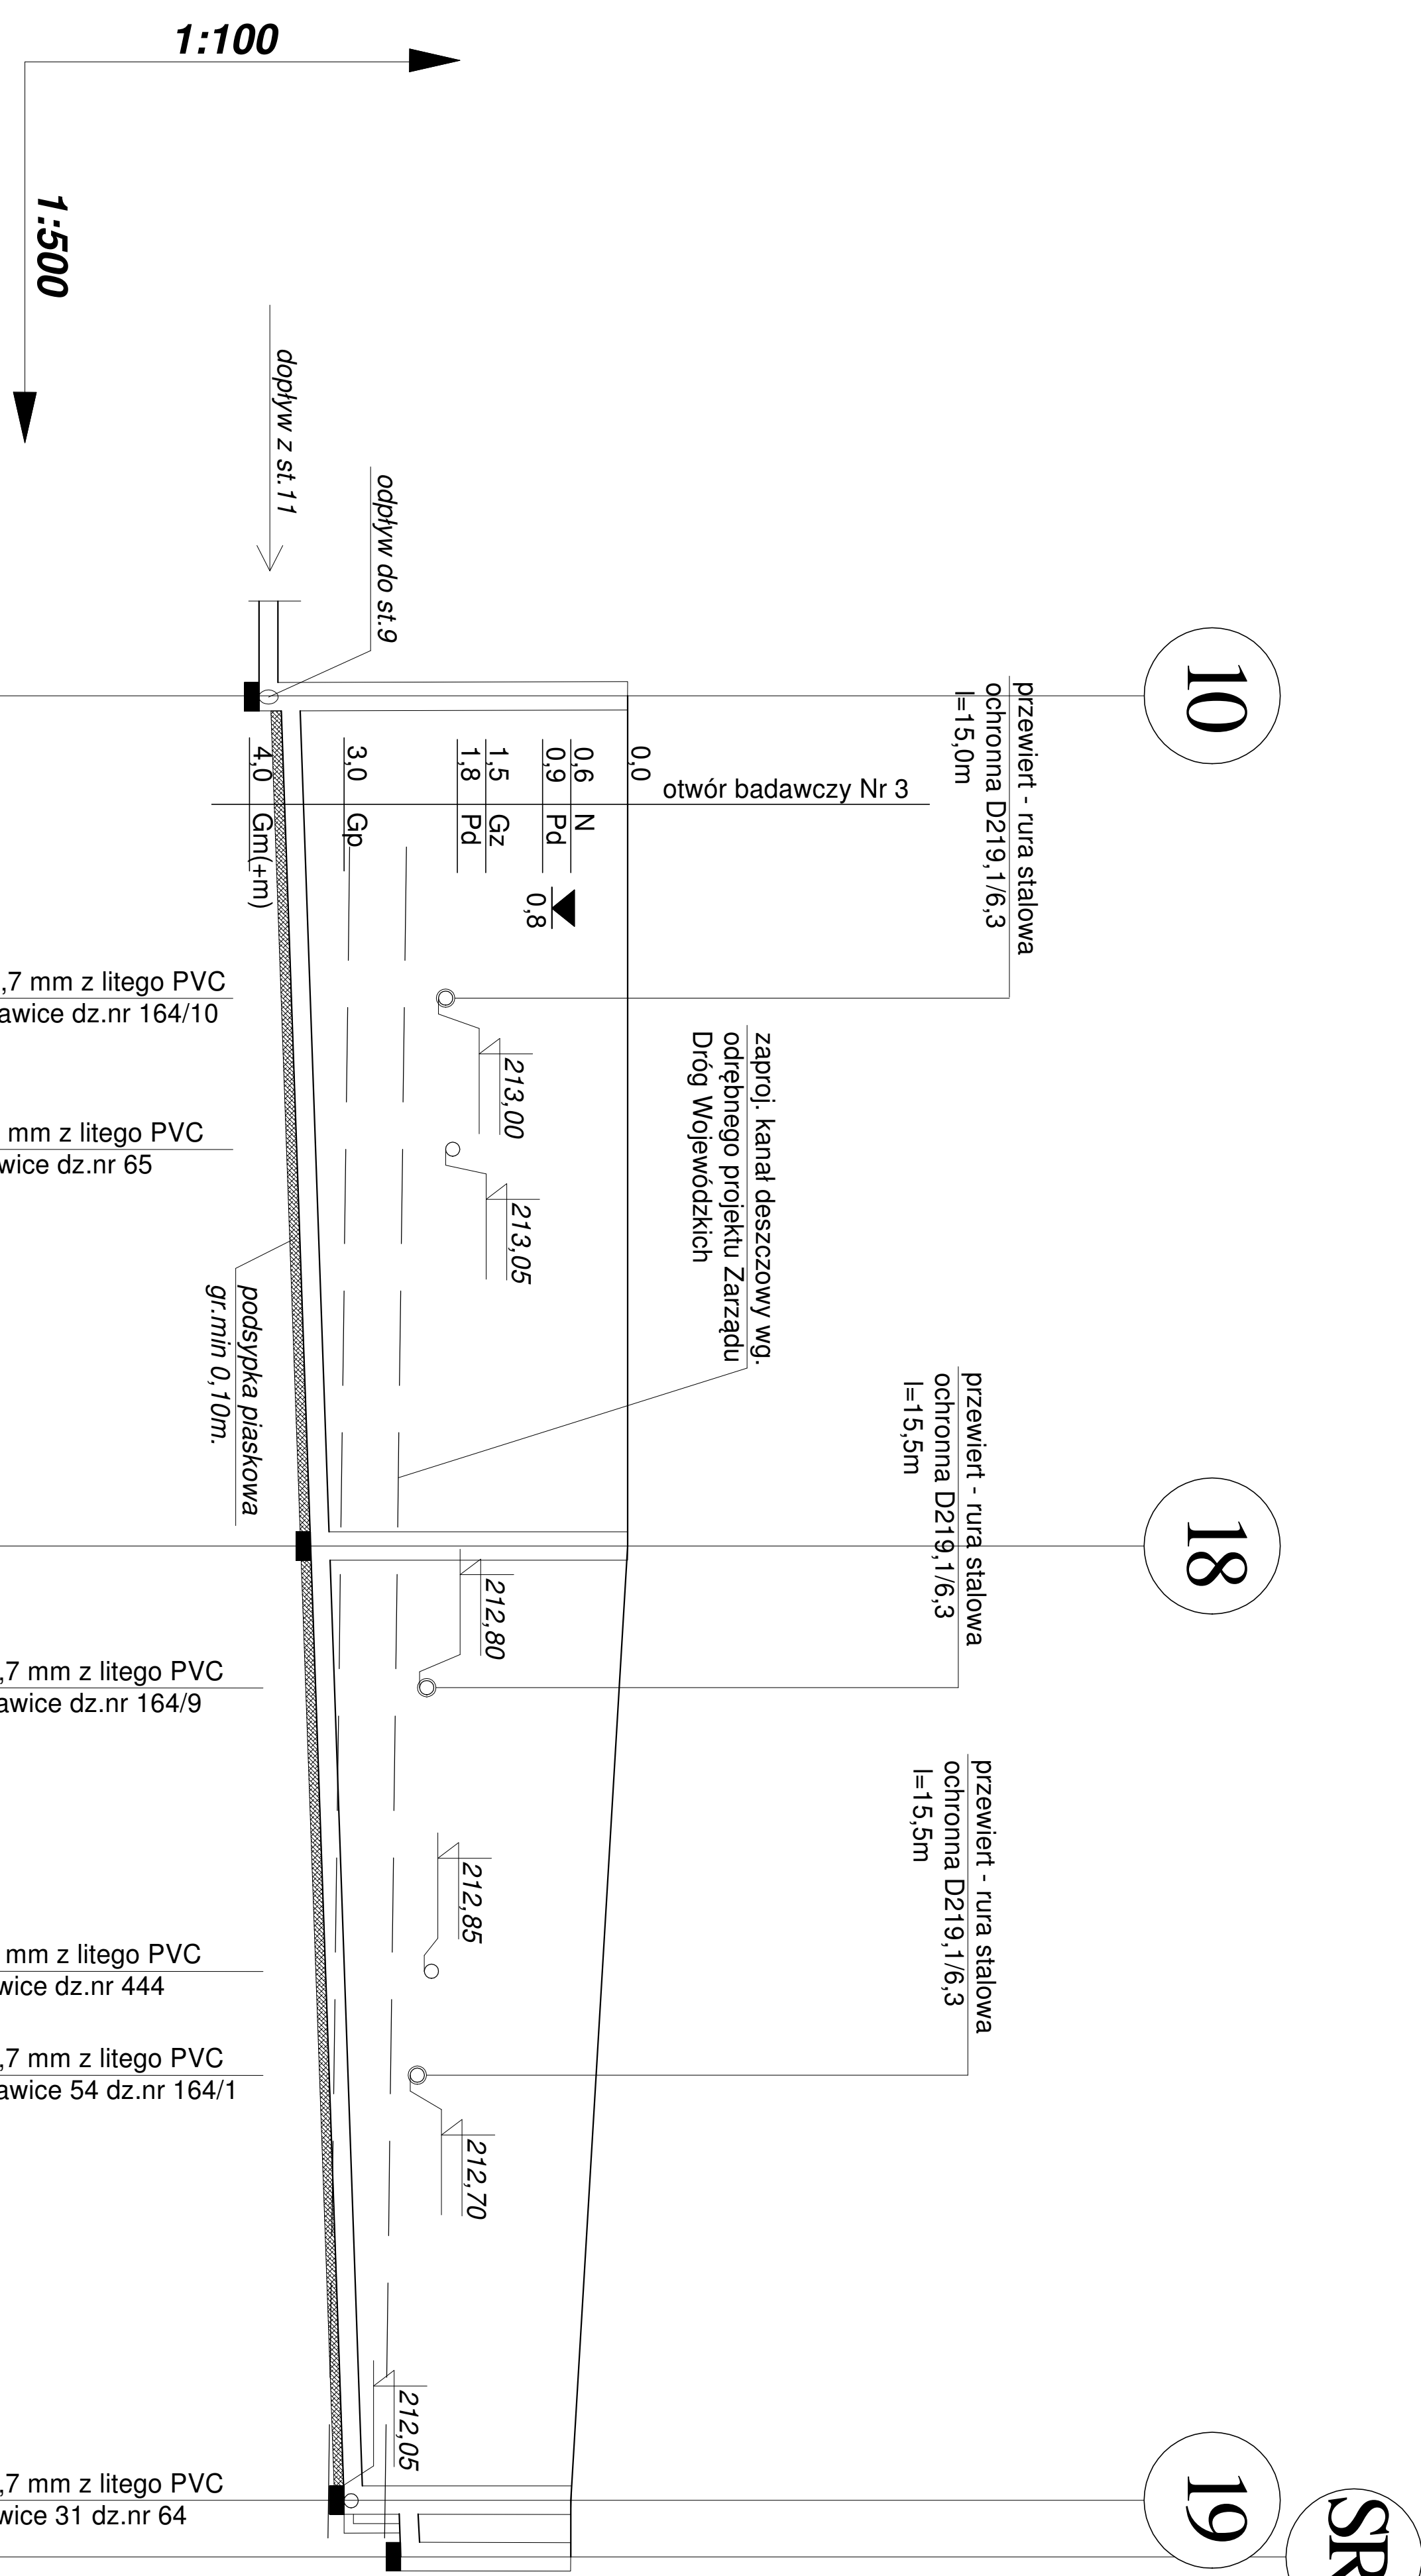 1:100
1:500
10
18
19
SR
przewiert - rura stalowa
ochronna D219,1/6,3
l=15,0m
przewiert - rura stalowa
ochronna D219,1/6,3
l=15,5m
przewiert - rura stalowa
ochronna D219,1/6,3
l=15,5m
zaproj. kanał deszczowy wg.
odrębnego projektu Zarządu
Dróg Wojewódzkich
dopływ z st.11
odpływ do st.9
otwór badawczy Nr 3
0,0
0,6 N
0,9 Pd
0,8
1,5 Gz
1,8 Pd
3,0 Gp
4,0 Gm(+m)
213,00
213,05
212,80
212,85
212,70
212,05
podsypka piaskowa
gr.min 0,10m.
,7 mm z litego PVC
awice dz.nr 164/10
mm z litego PVC
wice dz.nr 65
,7 mm z litego PVC
awice dz.nr 164/9
mm z litego PVC
wice dz.nr 444
,7 mm z litego PVC
awice 54 dz.nr 164/1
,7 mm z litego PVC
wice 31 dz.nr 64